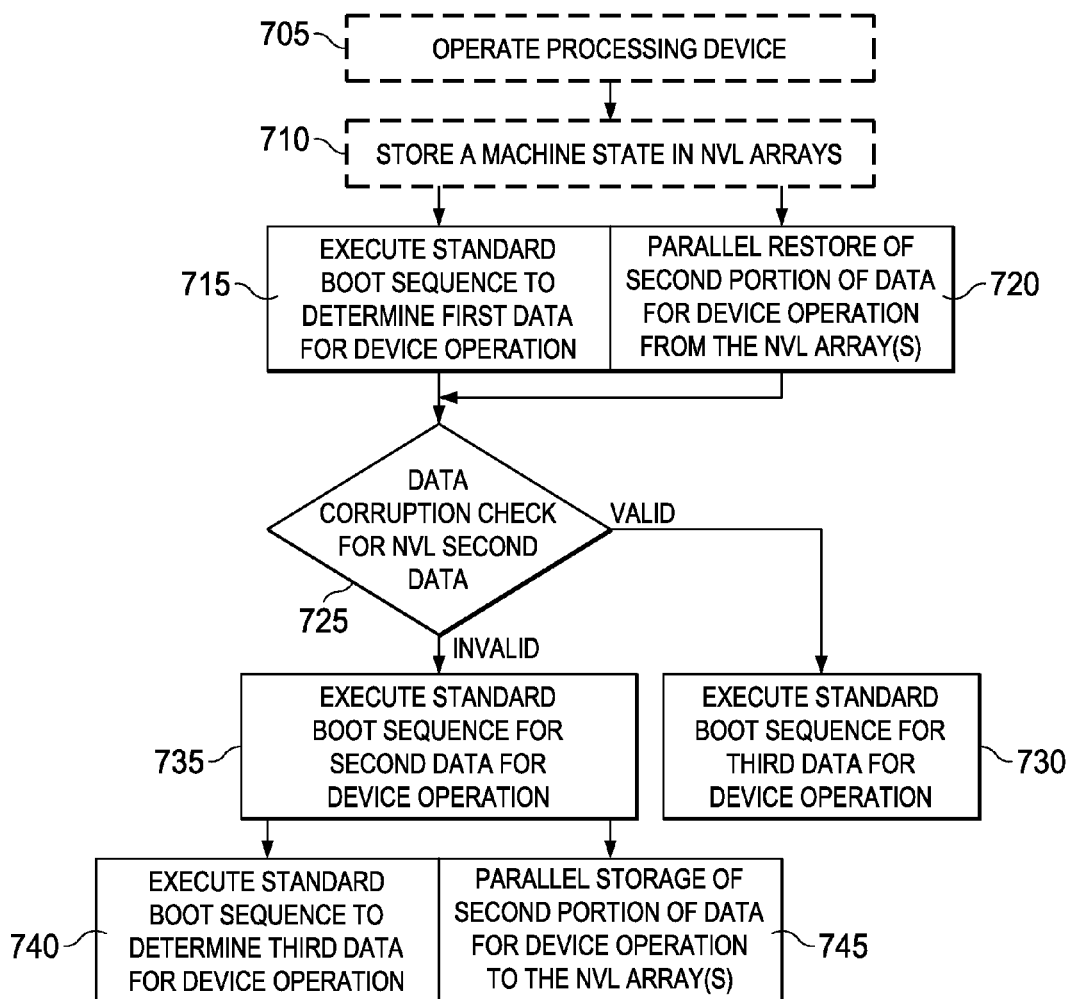 705
OPERATE PROCESSING DEVICE
710
STORE A MACHINE STATE IN NVL ARRAYS
715
EXECUTE STANDARD
BOOT SEQUENCE TO
DETERMINE FIRST DATA
FOR DEVICE OPERATION
PARALLEL RESTORE OF
SECOND PORTION OF DATA
FOR DEVICE OPERATION
FROM THE NVL ARRAY(S)
720
DATA
CORRUPTION CHECK
FOR NVL SECOND
DATA
725
VALID
INVALID
735
EXECUTE STANDARD
BOOT SEQUENCE FOR
SECOND DATA FOR
DEVICE OPERATION
EXECUTE STANDARD
BOOT SEQUENCE FOR
THIRD DATA FOR
DEVICE OPERATION
730
740
EXECUTE STANDARD
BOOT SEQUENCE TO
DETERMINE THIRD DATA
FOR DEVICE OPERATION
PARALLEL STORAGE OF
SECOND PORTION OF DATA
FOR DEVICE OPERATION
TO THE NVL ARRAY(S)
745